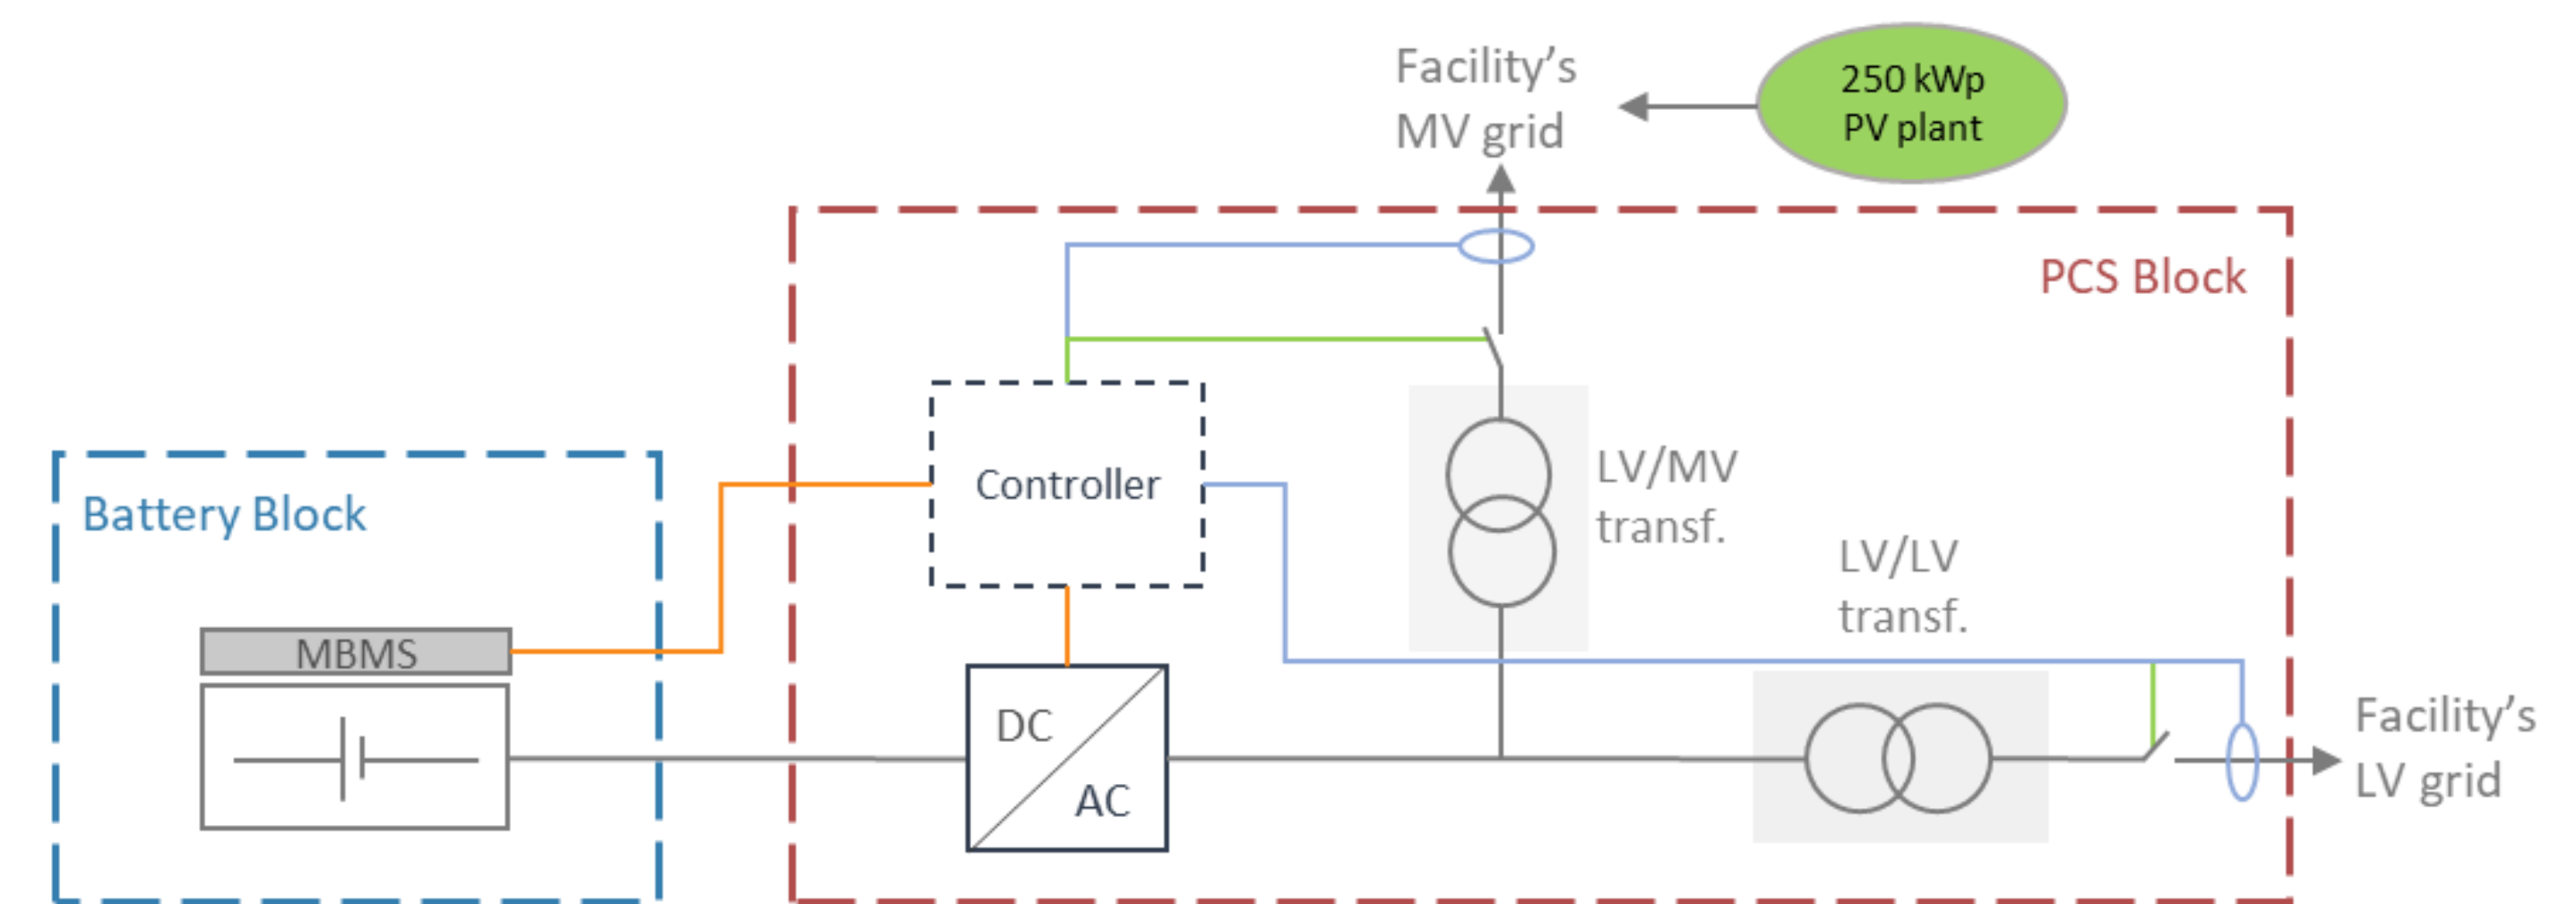 Facility's
MV grid
250 kWp
PV plant
PCS Block
Battery Block
Controller
LV/MV
transf.
LV/LV
transf.
MBMS
DC
AC
Facility's
LV grid